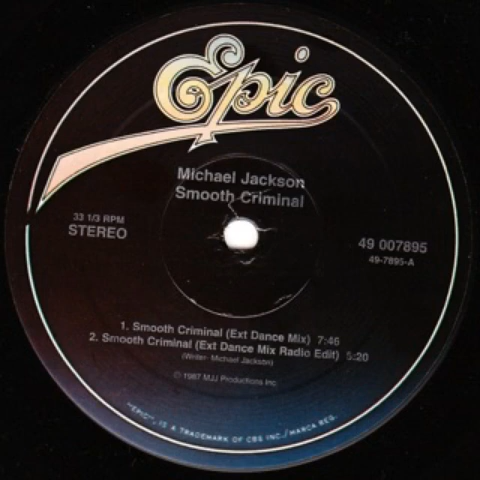 Epic
Michael Jackson
Smooth Criminal
33 1/3 RPM
STEREO
49 007895
49-7895-A
1. Smooth Criminal (Ext Dance Mix) 7:46
2. Smooth Criminal (Ext Dance Mix Radio Edit) 5:20
(Writer- Michael Jackson)
© 1987 MJJ Productions Inc.
"EPIC", IS A TRADEMARK OF CBS INC./MARCA REG.